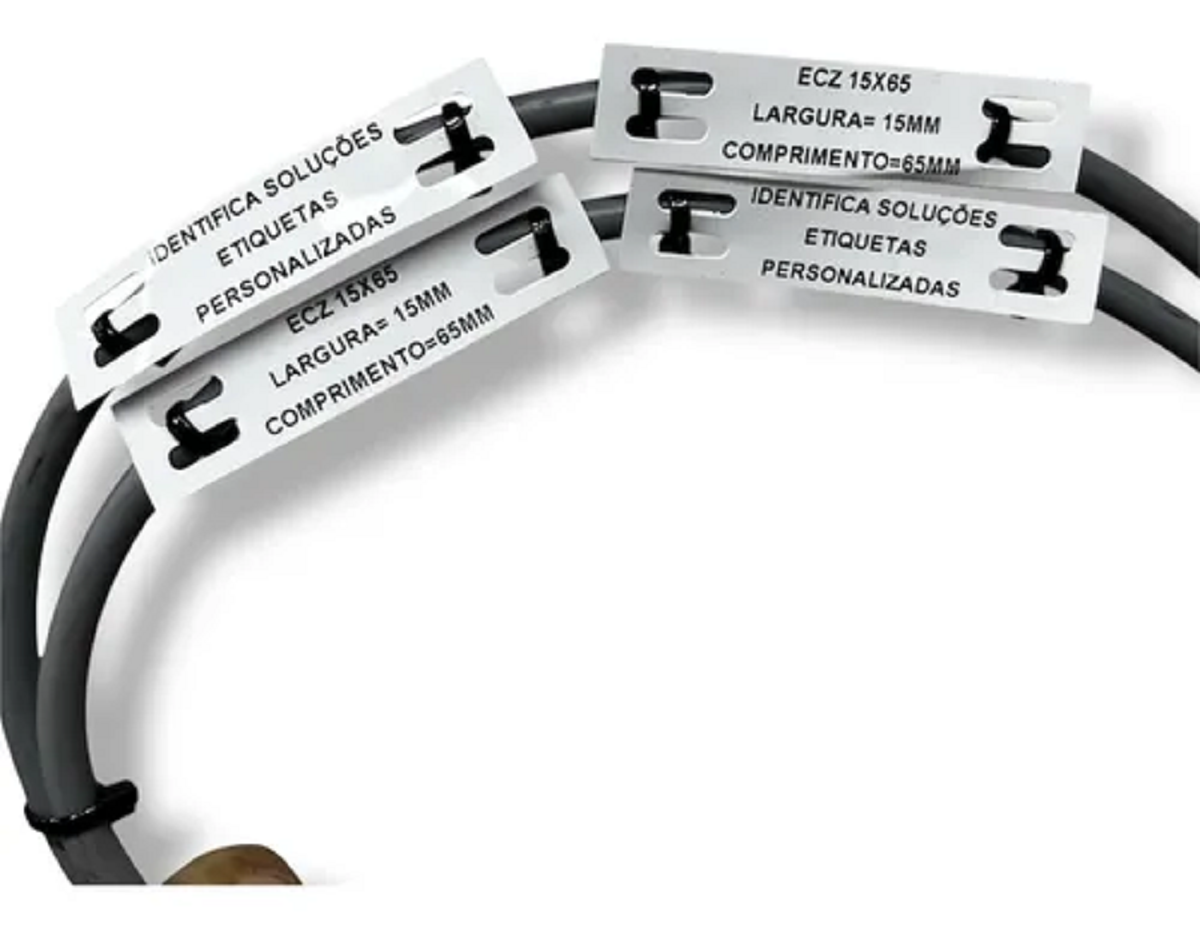 IDENTIFICA SOLUÇÕES
ETIQUETAS
PERSONALIZADAS
ECZ 15X65
LARGURA= 15MM
COMPRIMENTO=65MM
ECZ 15X65
LARGURA= 15MM
COMPRIMENTO=65MM
IDENTIFICA SOLUÇÕES
ETIQUETAS
PERSONALIZADAS